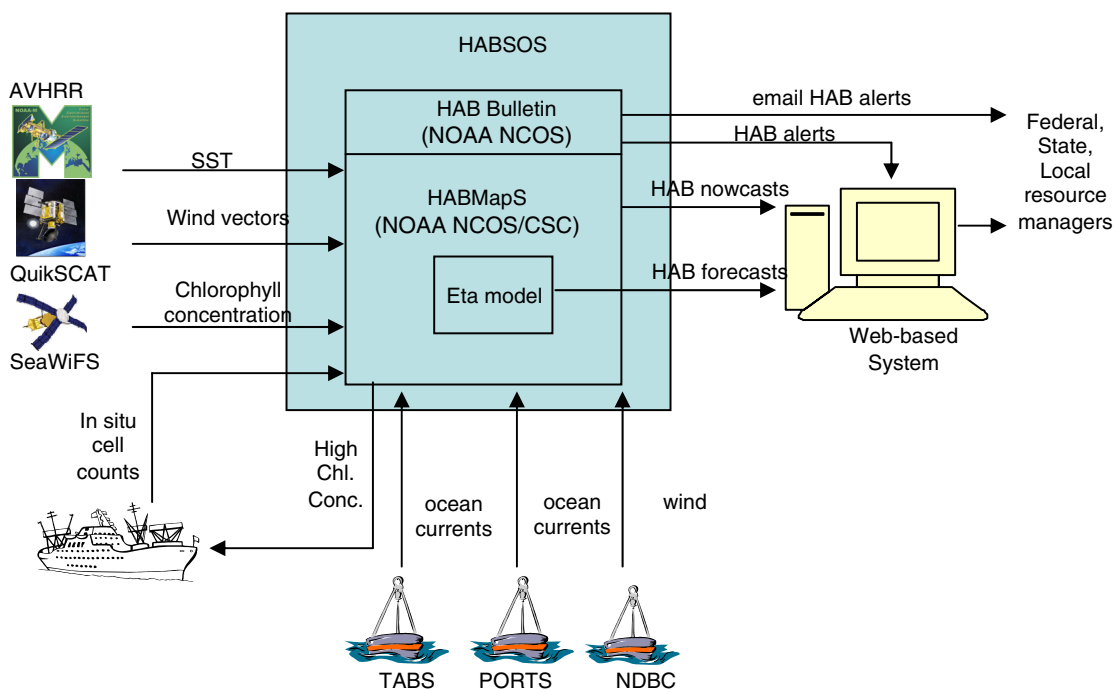 HABSOS
AVHRR
NOAA-M
HAB Bulletin
(NOAA NCOS)
email HAB alerts
HAB alerts
Federal,
State,
Local
resource
managers
SST
HABMapS
(NOAA NCOS/CSC)
HAB nowcasts
Wind vectors
QuikSCAT
Eta model
HAB forecasts
Chlorophyll
concentration
SeaWiFS
Web-based
System
In situ
cell
counts
High
Chl.
Conc.
ocean
currents
ocean
currents
wind
TABS
PORTS
NDBC